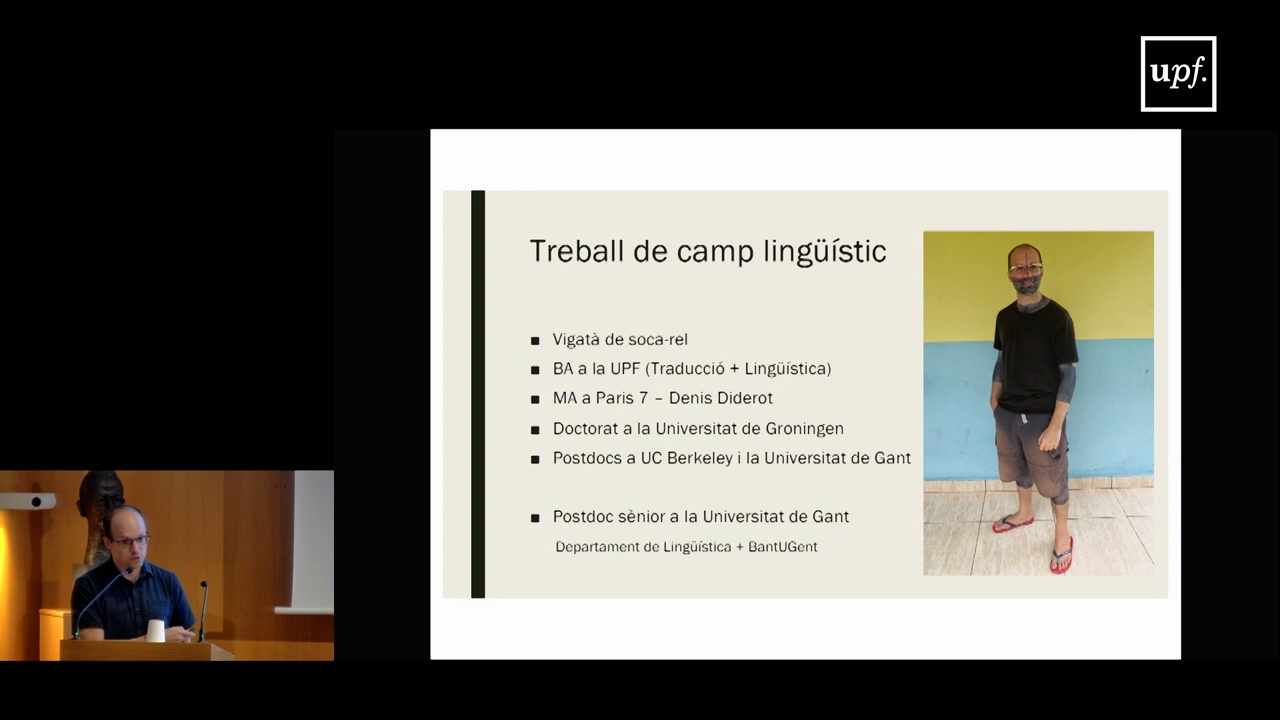 upf.
Treball de camp lingüístic
Vigatà de soca-rel
BA a la UPF (Traducció + Lingüística)
MA a Paris 7 – Denis Diderot
Doctorat a la Universitat de Groningen
Postdocs a UC Berkeley i la Universitat de Gant
Postdoc sènior a la Universitat de Gant
Departament de Lingüística + BantUGent